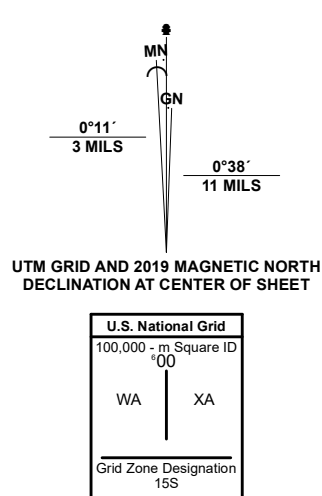 MN
GN
0°11´
3 MILS
0°38´
11 MILS
UTM GRID AND 2019 MAGNETIC NORTH
DECLINATION AT CENTER OF SHEET
U.S. National Grid
100,000 - m Square ID
⁶00
WA XA
Grid Zone Designation
15S